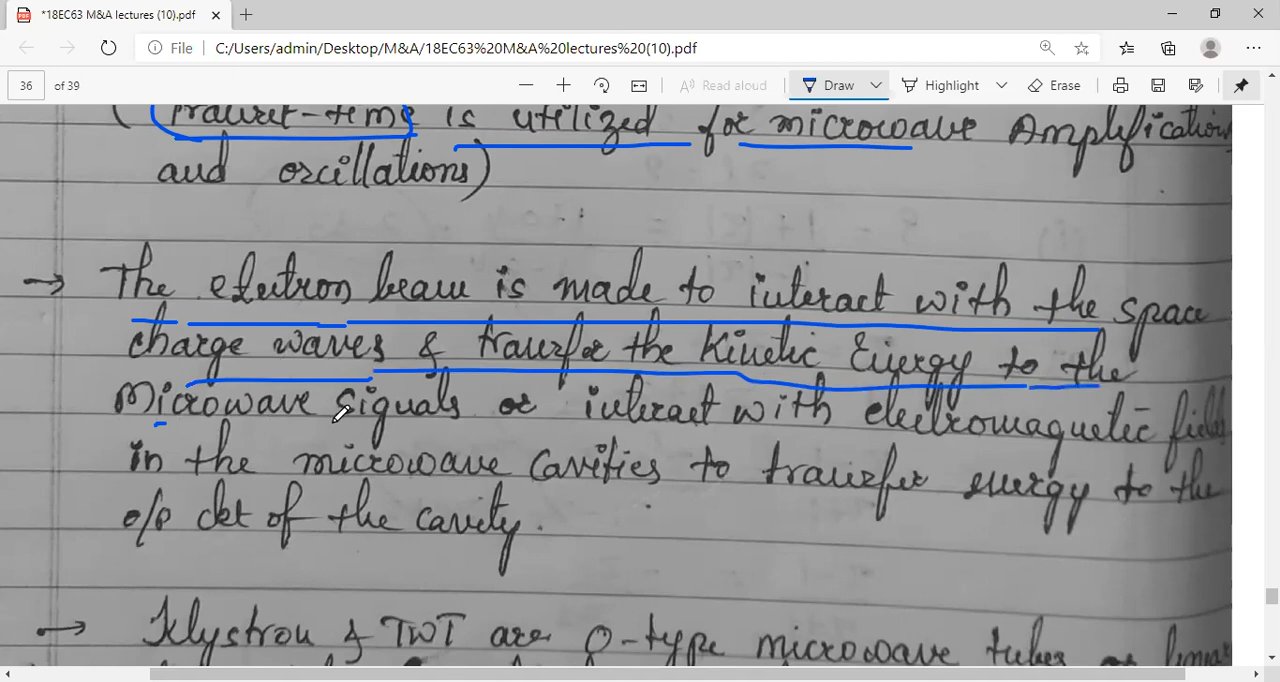 *18EC63 M&A lectures (10).pdf
File C:/Users/admin/Desktop/M&A/18EC63%20M&A%20lectures%20(10).pdf
36 of 39 Read aloud Draw Highlight Erase
is utilized for microwave Amplification
and oscillations)
→ The electron beam is made to interact with the space
charge waves & transfer the Kinetic Energy to the
Microwave signals or interact with electromagnetic fields
in the microwave cavities to transfer energy to the
o/p ckt of the cavity.
→ Klystron & TWT are O-type microwave tubes or linear